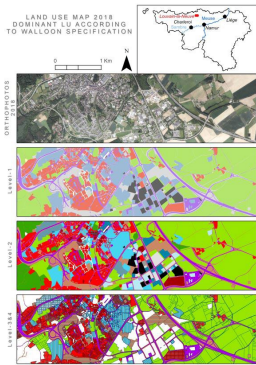 LAND USE MAP 2018
DOMINANT LU ACCORDING
TO WALLOON SPECIFICATION
0 1 Km
N
Louvain-la-Neuve
Meuse
Liège
Charleroi
Namur
ORTHOPHOTOS
2018
Level-1
Level-2
Level-3&4